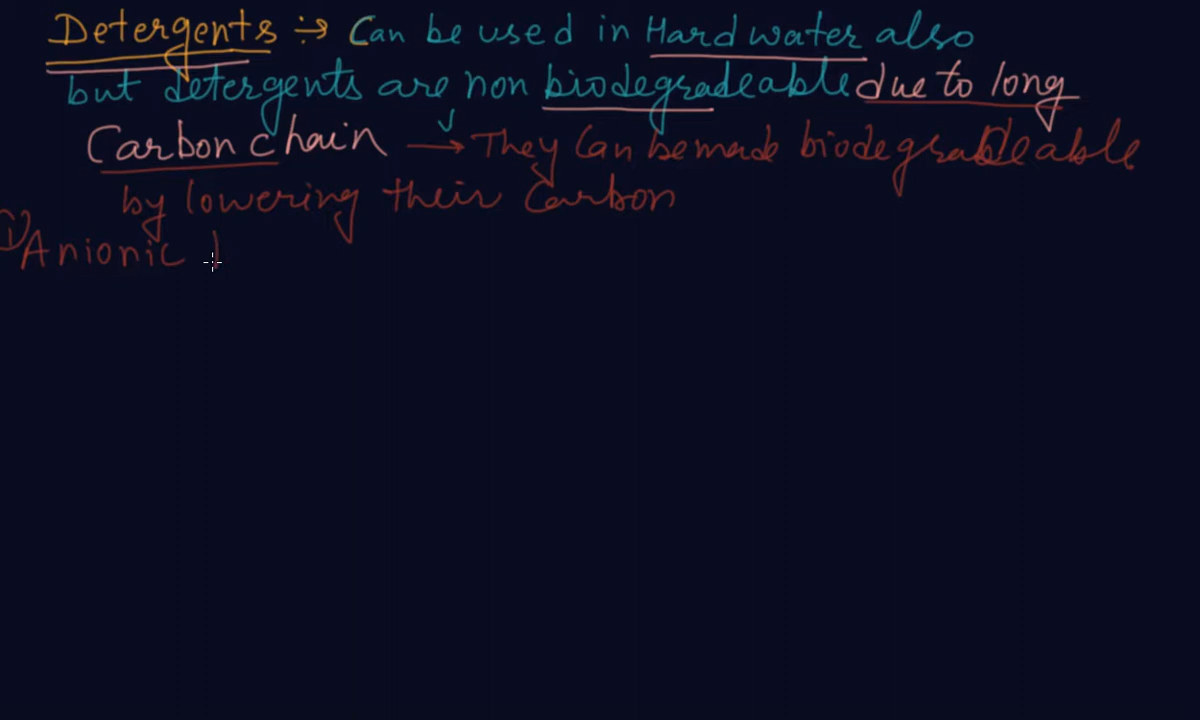 Detergents :→ Can be used in Hard water also
but detergents are non biodegradeable due to long
Carbon chain → They Can be made biodegradeable
by lowering their Carbon
1) Anionic